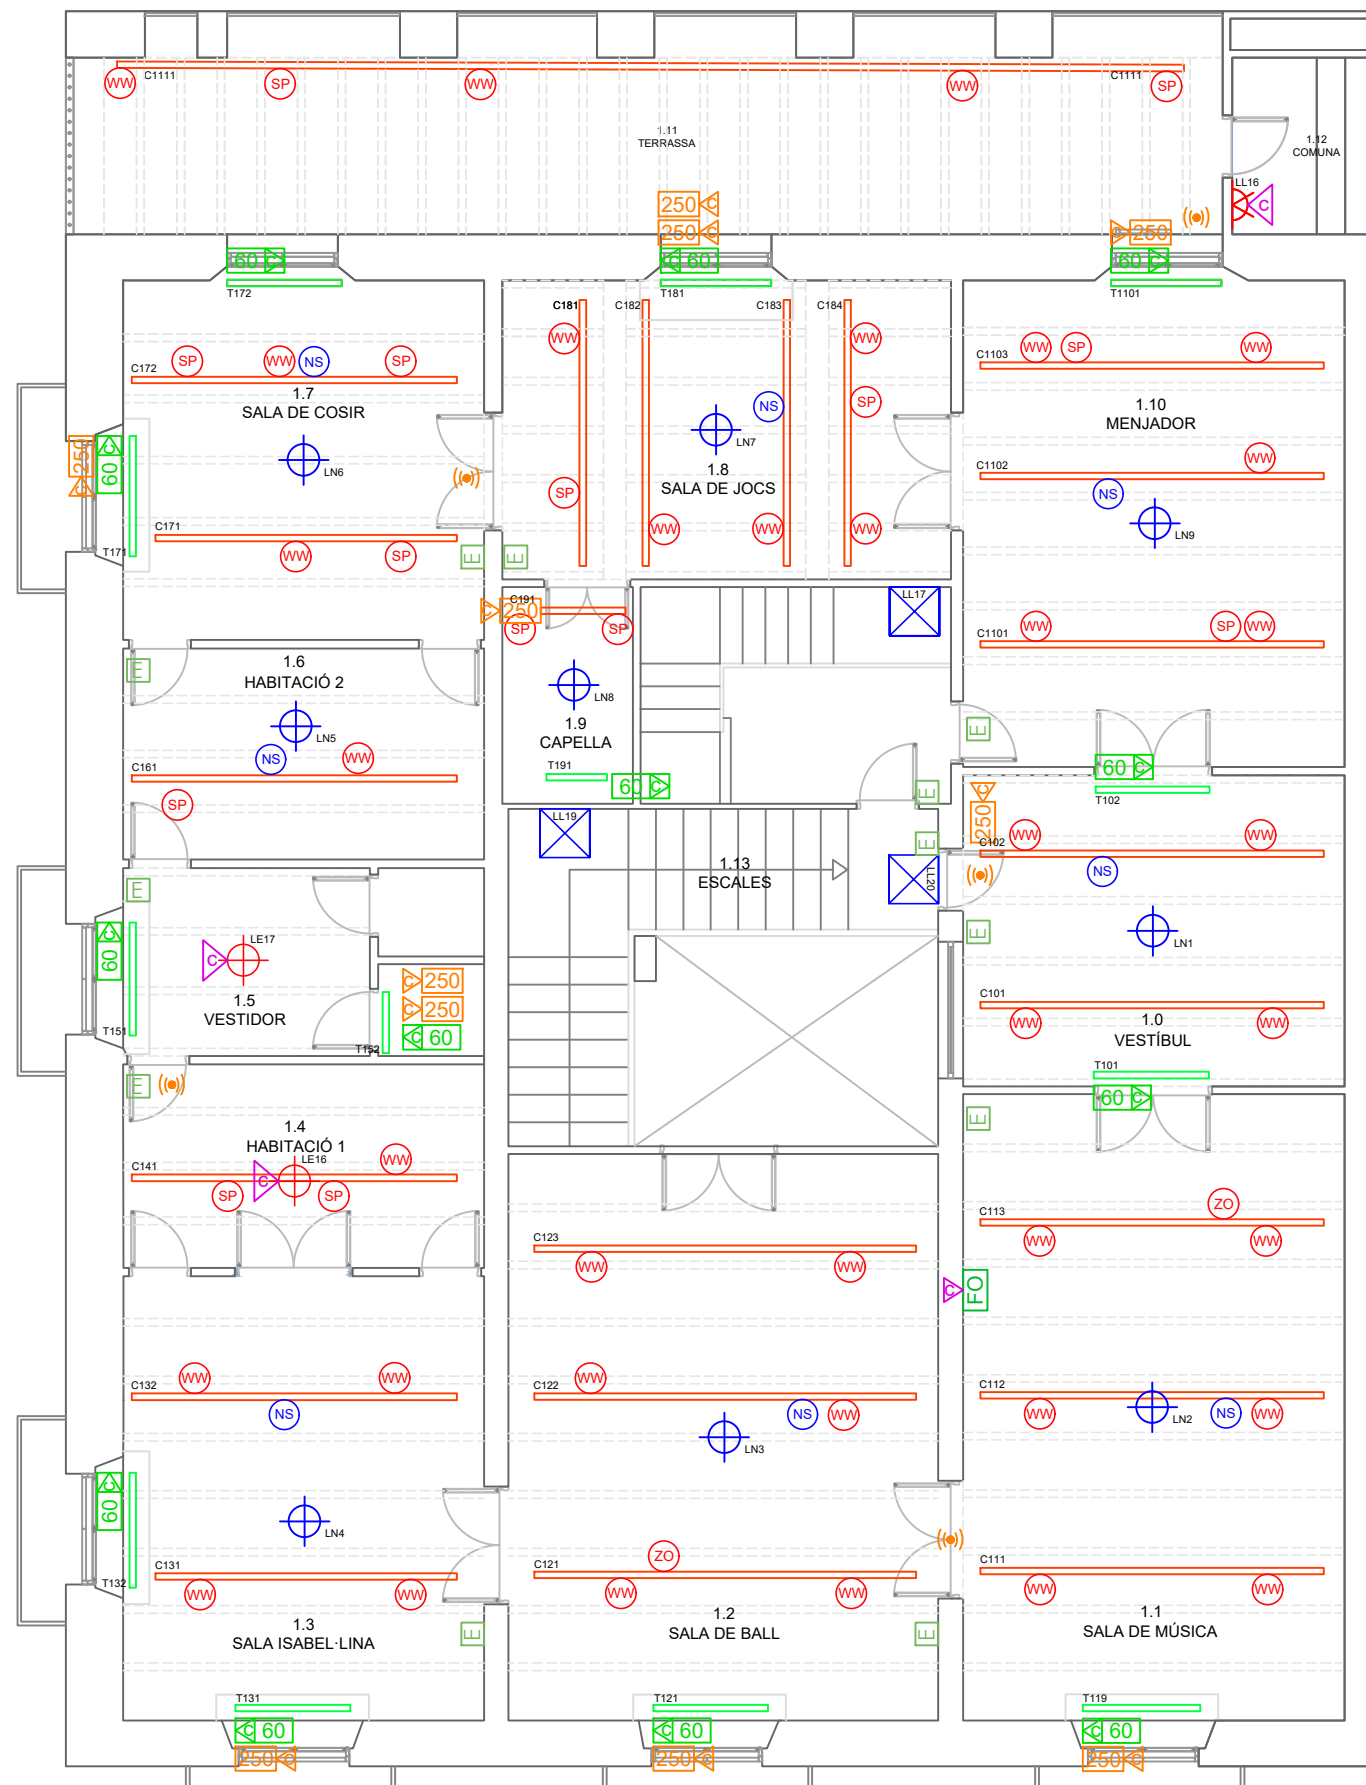 C1111
C1111
WW
SP
WW
WW
SP
1.11
TERRASSA
1.12
COMUNA
LL16
C
250 C
250 C
C 250
60 C
C 60
60 C
T172
T181
T1101
C181
C182
C183
C184
WW
WW
SP
WW
NS
SP
C172
1.7
SALA DE COSIR
LN6
NS
LN7
1.8
SALA DE JOCS
SP
SP
WW
WW
WW
C1103
WW
SP
WW
1.10
MENJADOR
C1102
WW
NS
LN9
C 250
60 C
T171
C171
WW
SP
E
E
C191
C 250
SP
SP
LL17
C1101
WW
SP
WW
1.6
HABITACIÓ 2
E
LN5
NS
WW
C161
SP
LN8
1.9
CAPELLA
T191
60 C
E
60 C
T102
E
E
LL19
LL20
1.13
ESCALES
250 C
C102
WW
WW
NS
LN1
E
C101
WW
WW
1.0
VESTÍBUL
T101
60 C
E
60 C
T151
E
C
LE17
1.5
VESTIDOR
C 250
C 250
C 60
T152
E
1.4
HABITACIÓ 1
LE16
C
C141
WW
SP
SP
C123
WW
WW
C113
ZO
WW
WW
C
FO
C132
WW
WW
NS
C122
WW
NS
WW
LN3
C112
WW
LN2
NS
WW
60 C
T132
LN4
C131
WW
WW
1.3
SALA ISABEL·LINA
E
C121
ZO
WW
WW
1.2
SALA DE BALL
E
C111
WW
WW
1.1
SALA DE MÚSICA
T131
C 60
250 C
T121
C 60
250 C
T119
C 60
250 C